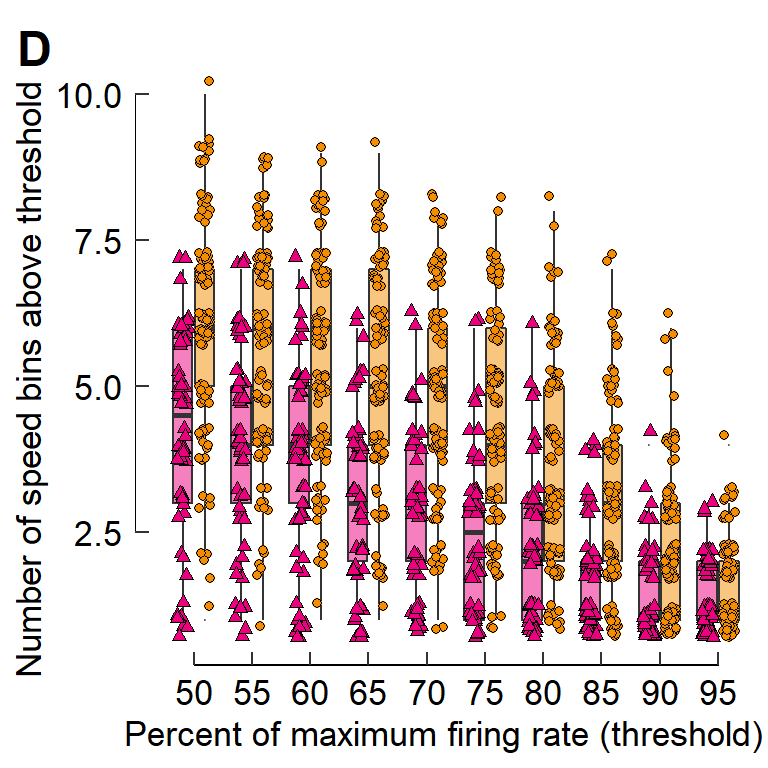 D
Number of speed bins above threshold
10.0
7.5
5.0
2.5
50 55 60 65 70 75 80 85 90 95
Percent of maximum firing rate (threshold)